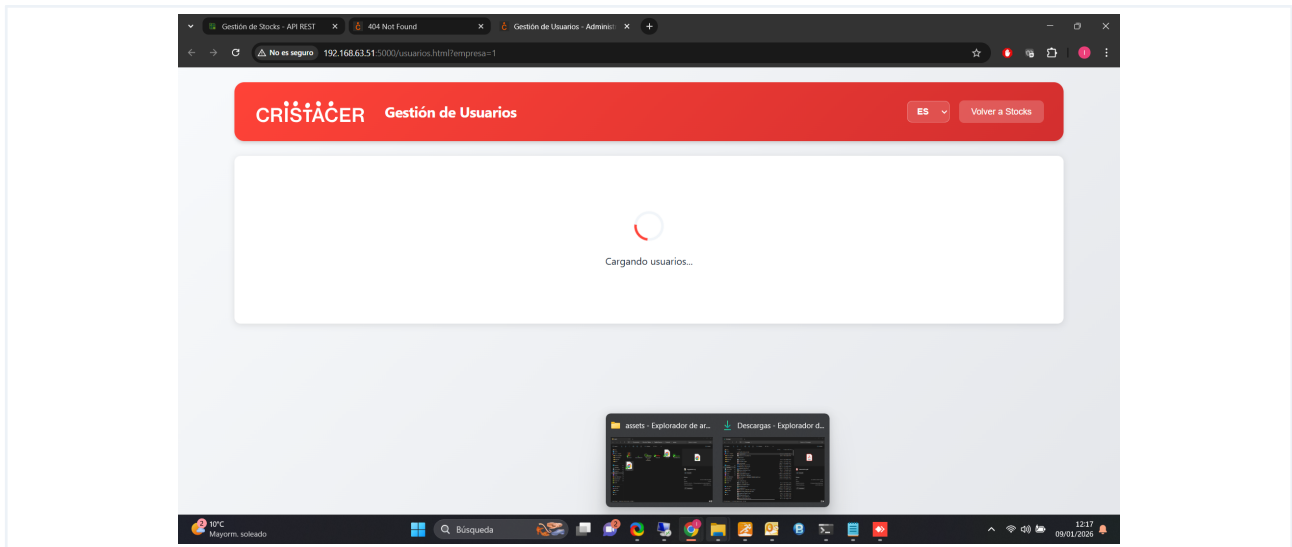 Gestión de Stocks - API REST
404 Not Found
Gestión de Usuarios - Administ
No es seguro
192.168.63.51:5000/usuarios.html?empresa=1
CRISTACER
Gestión de Usuarios
ES
Volver a Stocks
Cargando usuarios...
assets - Explorador de ar...
Descargas - Explorador d...
2
10°C
Mayorm. soleado
Búsqueda
12:17
09/01/2026